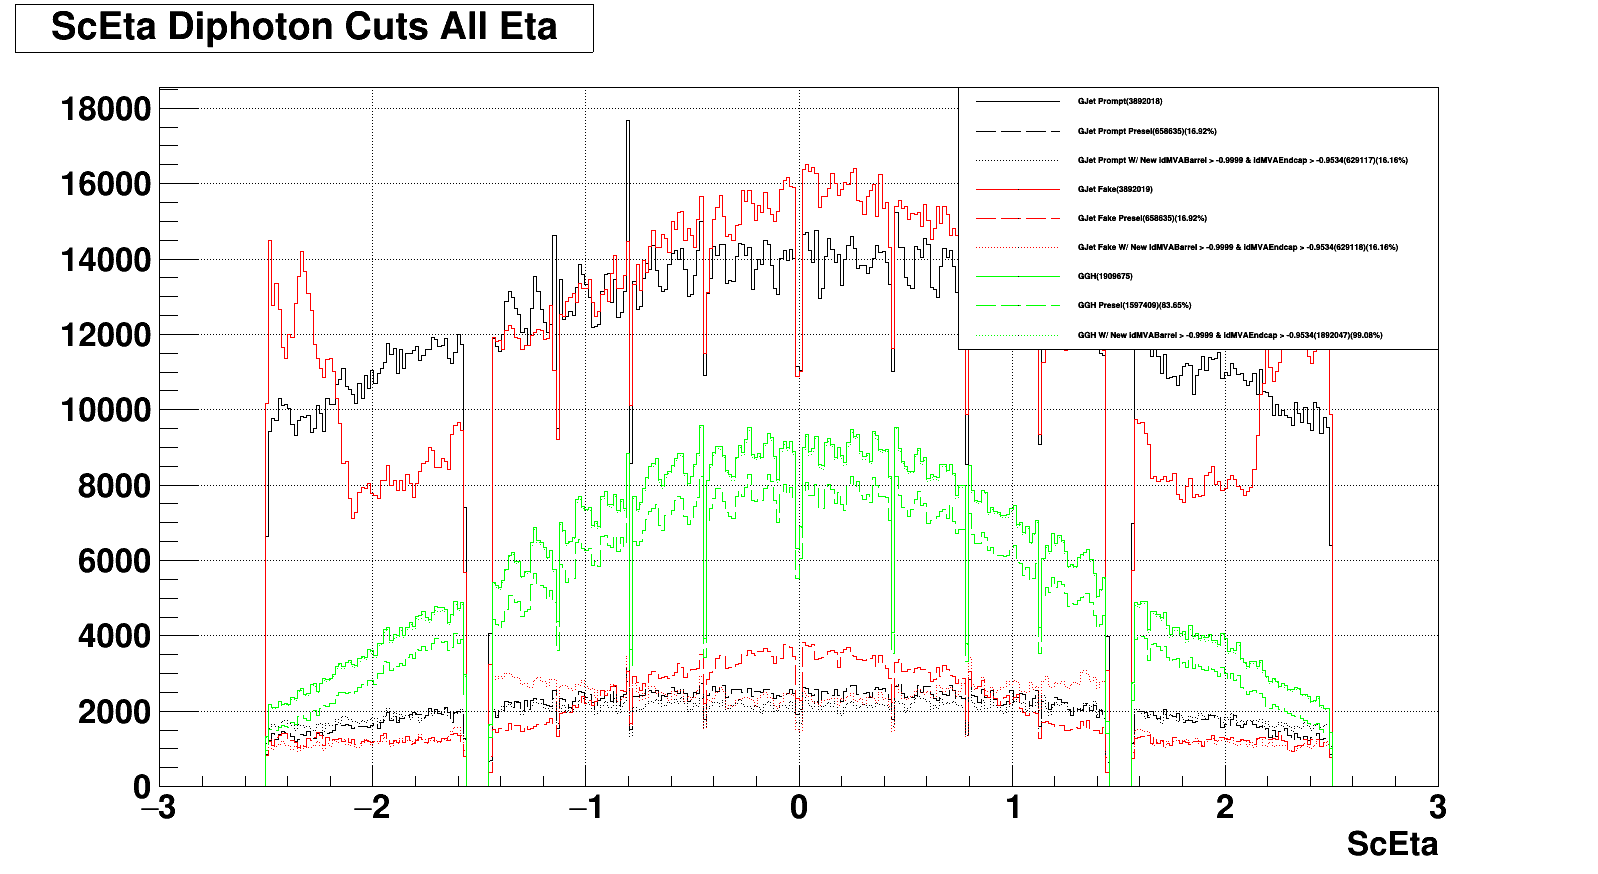 ScEta Diphoton Cuts All Eta
GJet Prompt(3892018)
GJet Prompt Presel(658635)(16.92%)
GJet Prompt W/ New idMVABarrel > -0.9999 & idMVAEndcap > -0.9534(629117)(16.16%)
GJet Fake(3892019)
GJet Fake Presel(658635)(16.92%)
GJet Fake W/ New idMVABarrel > -0.9999 & idMVAEndcap > -0.9534(629118)(16.16%)
GGH(1909675)
GGH Presel(1597409)(83.65%)
GGH W/ New idMVABarrel > -0.9999 & idMVAEndcap > -0.9534(1892047)(99.08%)
18000
16000
14000
12000
10000
8000
6000
4000
2000
0
−3 −2 −1 0 1 2 3
ScEta